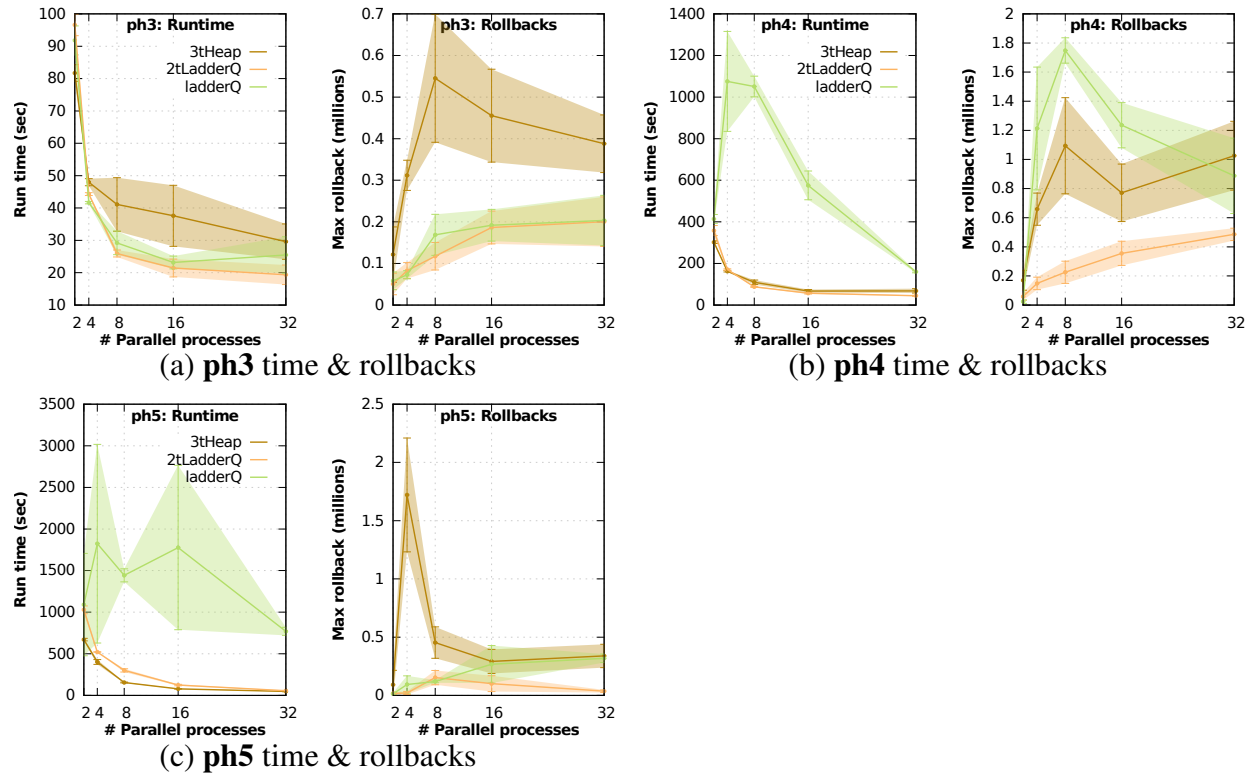 ph3: Runtime
3tHeap
2tLadderQ
ladderQ
Run time (sec)
100
90
80
70
60
50
40
30
20
10
2 4 8 16 32
# Parallel processes
ph3: Rollbacks
Max rollback (millions)
0.7
0.6
0.5
0.4
0.3
0.2
0.1
0
2 4 8 16 32
# Parallel processes
(a) ph3 time & rollbacks
ph4: Runtime
3tHeap
2tLadderQ
ladderQ
Run time (sec)
1400
1200
1000
800
600
400
200
0
2 4 8 16 32
# Parallel processes
ph4: Rollbacks
Max rollback (millions)
2
1.8
1.6
1.4
1.2
1
0.8
0.6
0.4
0.2
0
2 4 8 16 32
# Parallel processes
(b) ph4 time & rollbacks
ph5: Runtime
3tHeap
2tLadderQ
ladderQ
Run time (sec)
3500
3000
2500
2000
1500
1000
500
0
2 4 8 16 32
# Parallel processes
ph5: Rollbacks
Max rollback (millions)
2.5
2
1.5
1
0.5
0
2 4 8 16 32
# Parallel processes
(c) ph5 time & rollbacks